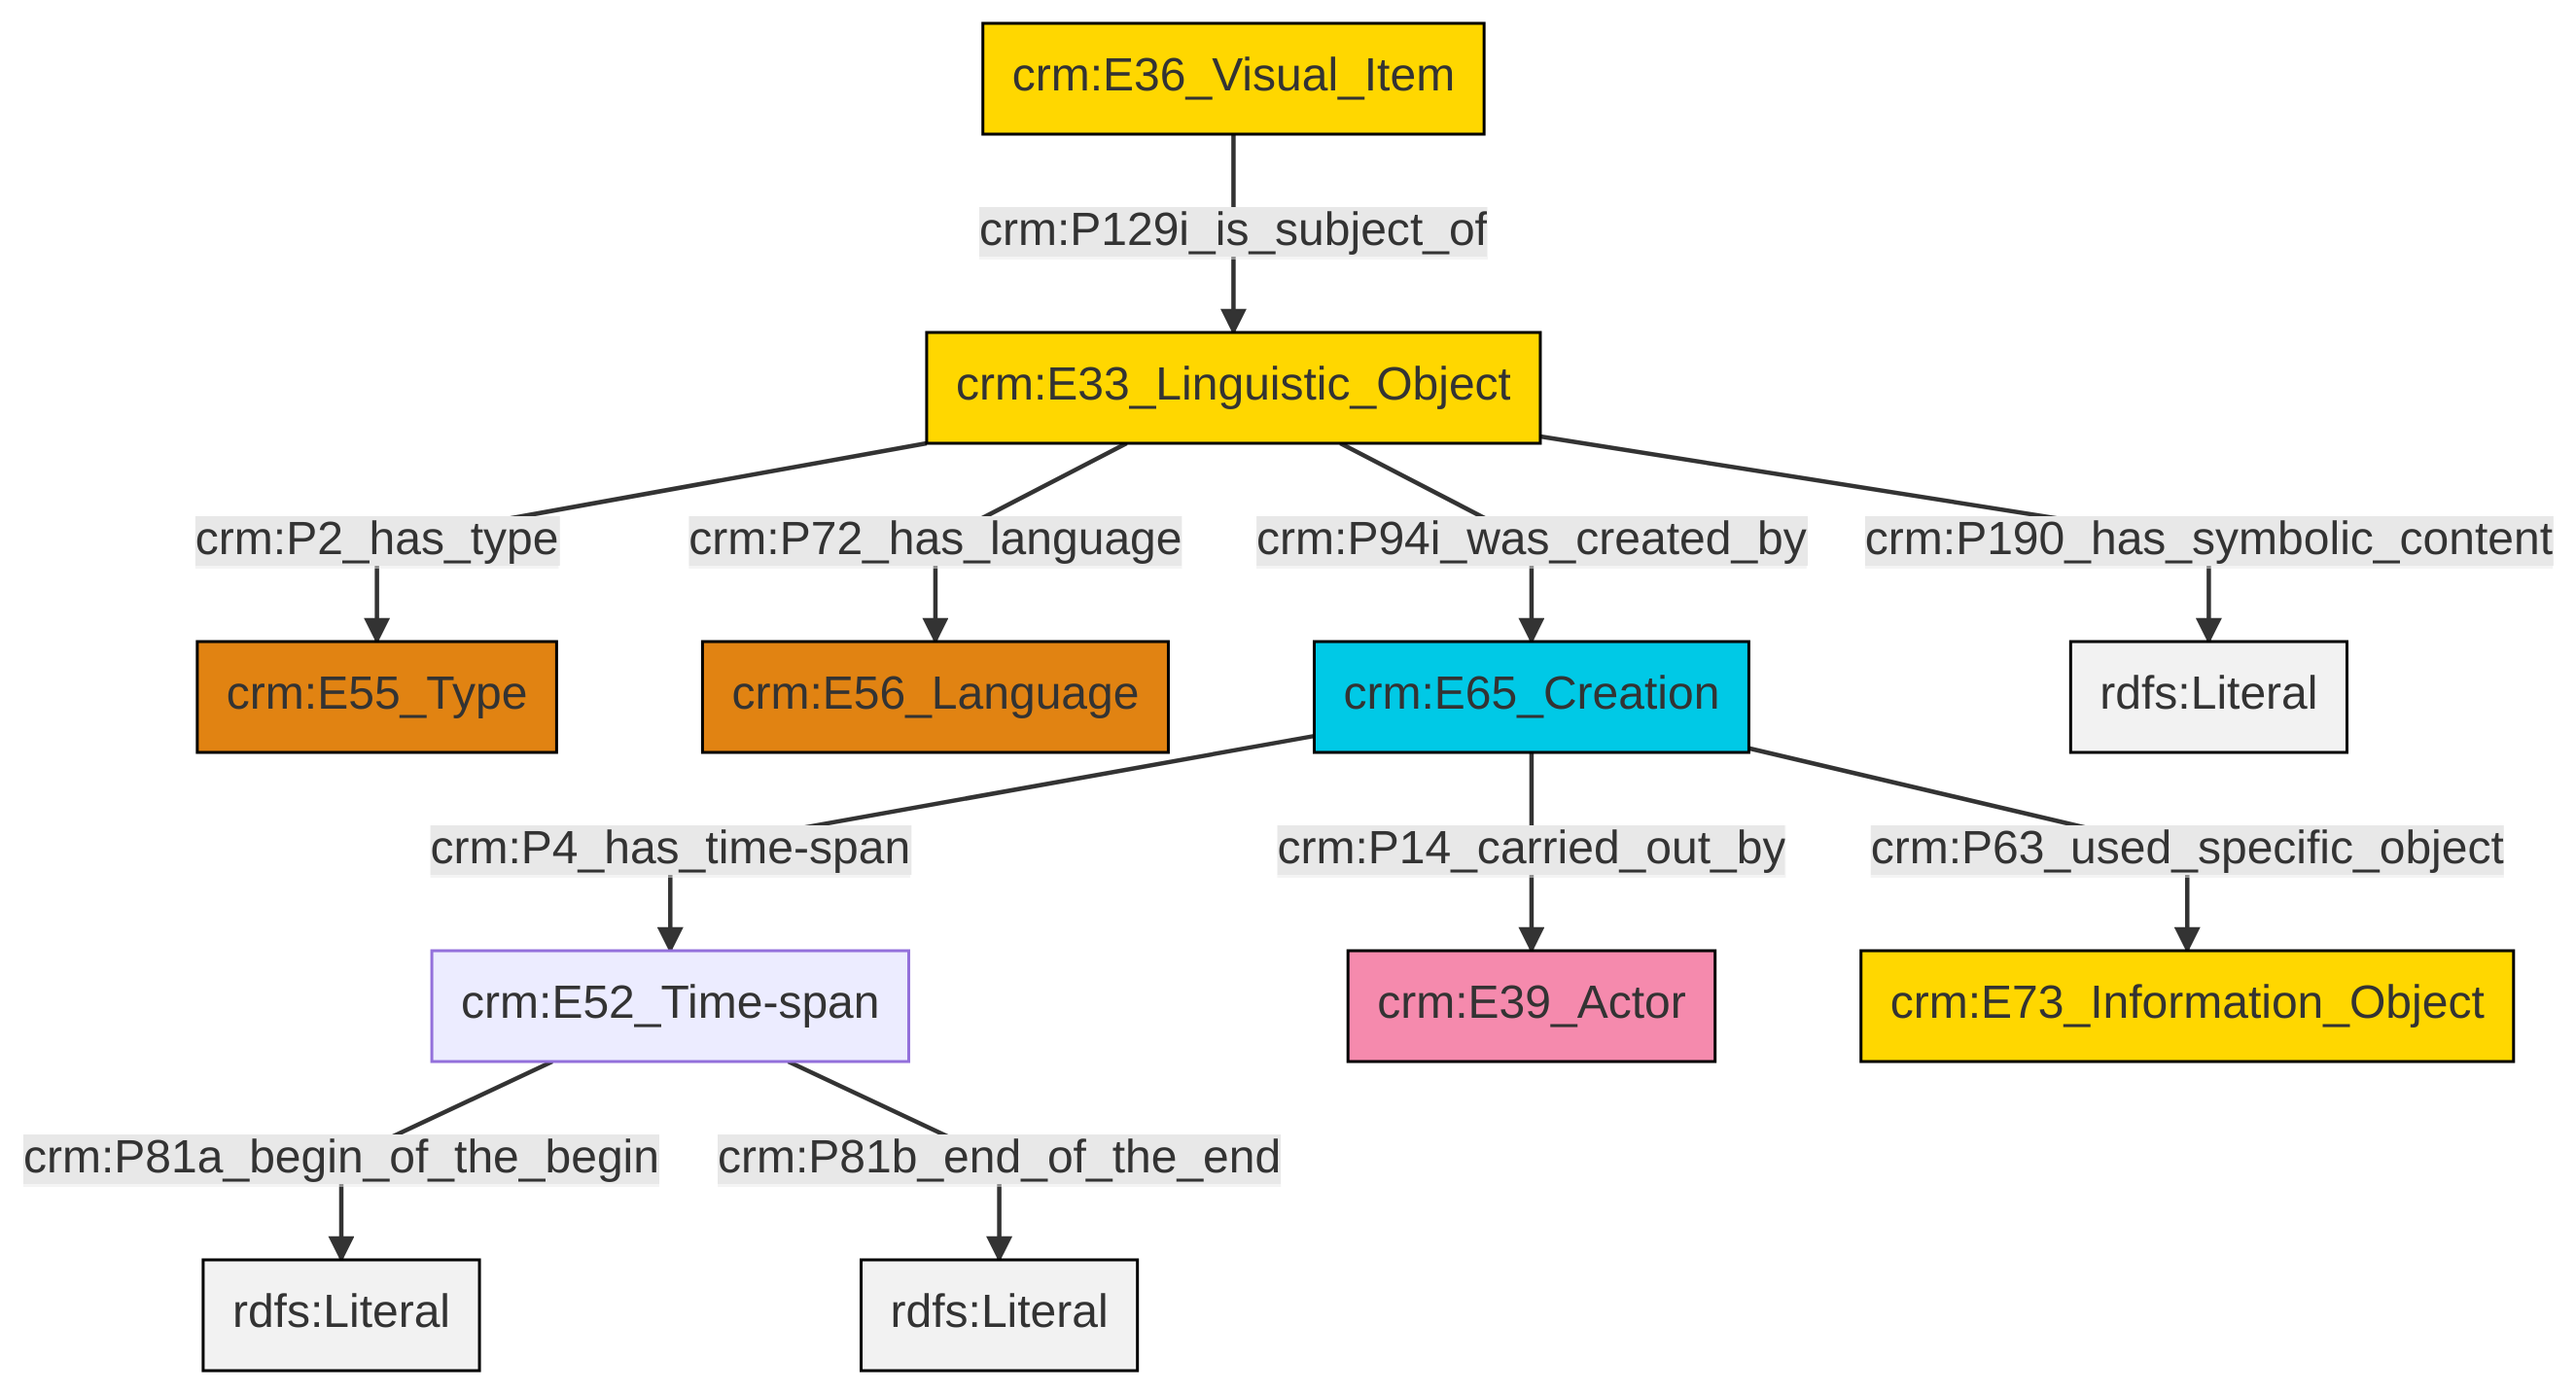 crm:E36_Visual_Item
crm:P129i_is_subject_of
crm:E33_Linguistic_Object
crm:P2_has_type
crm:P72_has_language
crm:P94i_was_created_by
crm:P190_has_symbolic_content
crm:E55_Type
crm:E56_Language
crm:E65_Creation
rdfs:Literal
crm:P4_has_time-span
crm:P14_carried_out_by
crm:P63_used_specific_object
crm:E52_Time-span
crm:E39_Actor
crm:E73_Information_Object
crm:P81a_begin_of_the_begin
crm:P81b_end_of_the_end
rdfs:Literal
rdfs:Literal